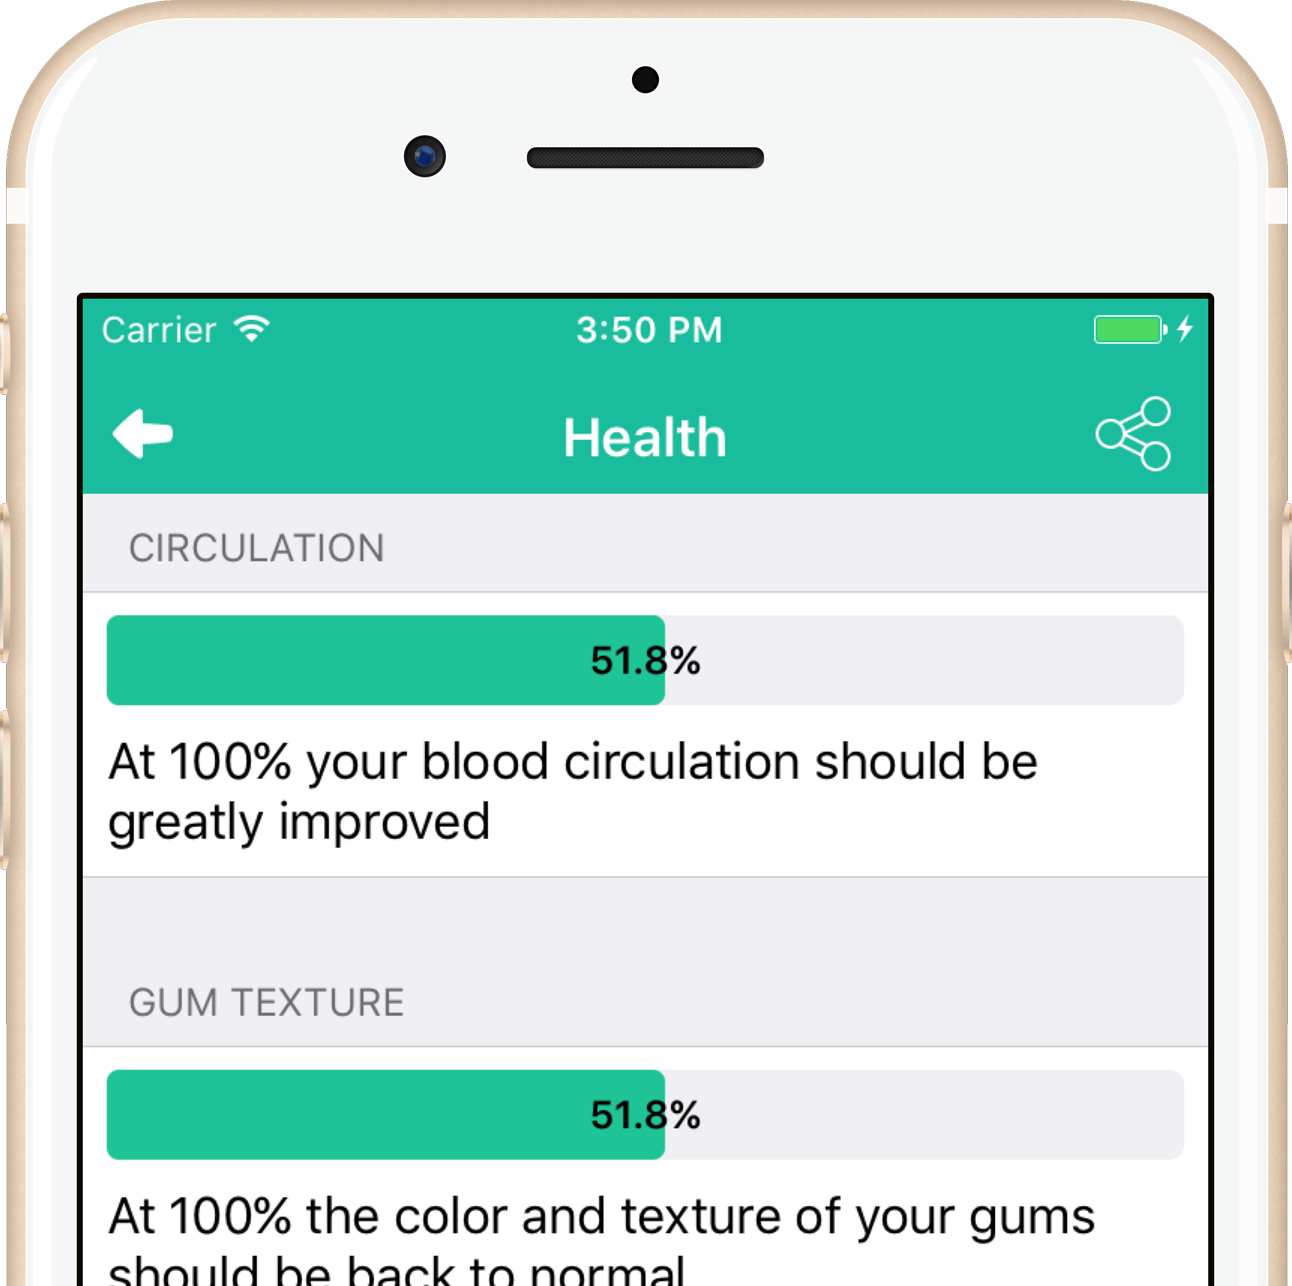 Carrier 3:50 PM
Health
CIRCULATION
51.8%
At 100% your blood circulation should be
greatly improved
GUM TEXTURE
51.8%
At 100% the color and texture of your gums
should be back to normal